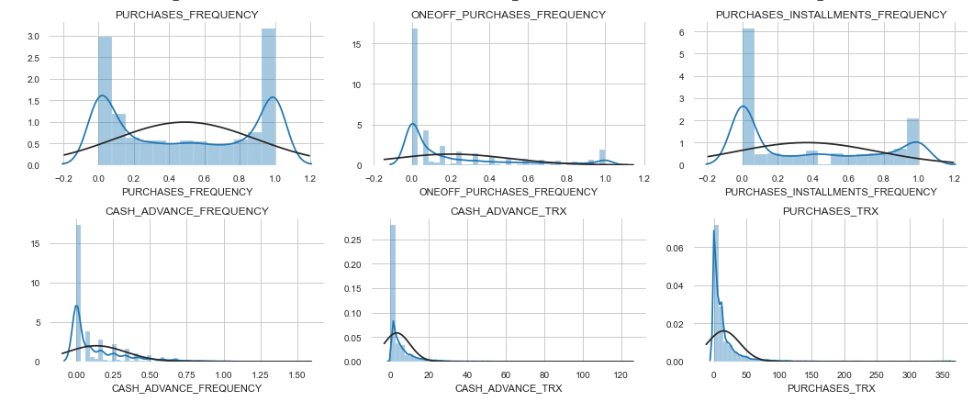 PURCHASES_FREQUENCY
3.0
2.5
2.0
1.5
1.0
0.5
0.0
−0.2 0.0 0.2 0.4 0.6 0.8 1.0 1.2
PURCHASES_FREQUENCY
ONEOFF_PURCHASES_FREQUENCY
15
10
5
0
−0.2 0.0 0.2 0.4 0.6 0.8 1.0 1.2
ONEOFF_PURCHASES_FREQUENCY
PURCHASES_INSTALLMENTS_FREQUENCY
6
5
4
3
2
1
0
−0.2 0.0 0.2 0.4 0.6 0.8 1.0 1.2
PURCHASES_INSTALLMENTS_FREQUENCY
CASH_ADVANCE_FREQUENCY
15
10
5
0
0.00 0.25 0.50 0.75 1.00 1.25 1.50
CASH_ADVANCE_FREQUENCY
CASH_ADVANCE_TRX
0.25
0.20
0.15
0.10
0.05
0.00
0 20 40 60 80 100 120
CASH_ADVANCE_TRX
PURCHASES_TRX
0.06
0.04
0.02
0.00
0 50 100 150 200 250 300 350
PURCHASES_TRX